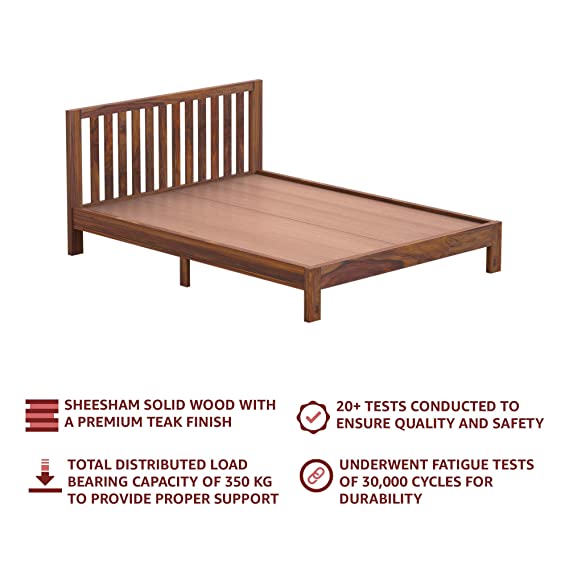 SHEESHAM SOLID WOOD WITH
A PREMIUM TEAK FINISH
20+ TESTS CONDUCTED TO
ENSURE QUALITY AND SAFETY
TOTAL DISTRIBUTED LOAD
BEARING CAPACITY OF 350 KG
TO PROVIDE PROPER SUPPORT
UNDERWENT FATIGUE TESTS
OF 30,000 CYCLES FOR
DURABILITY